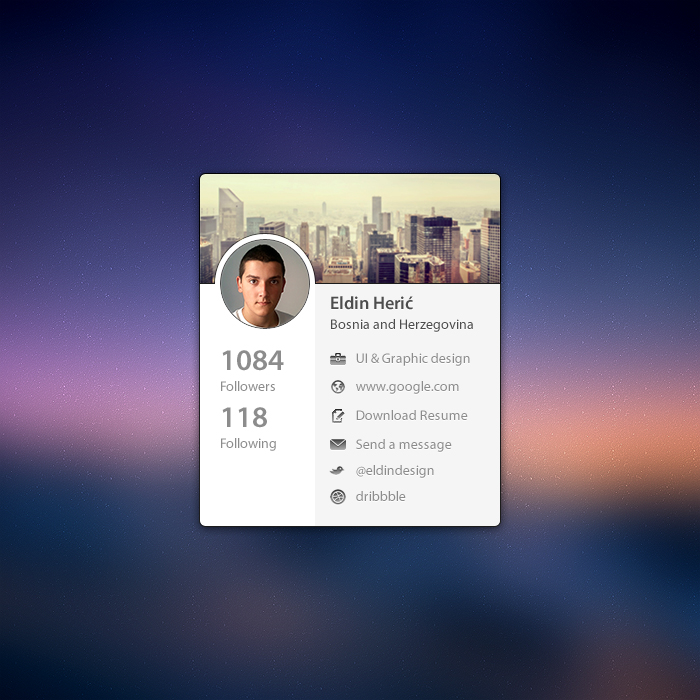 Eldin Herić
Bosnia and Herzegovina
1084
Followers
118
Following
UI & Graphic design
www.google.com
Download Resume
Send a message
@eldindesign
dribbble